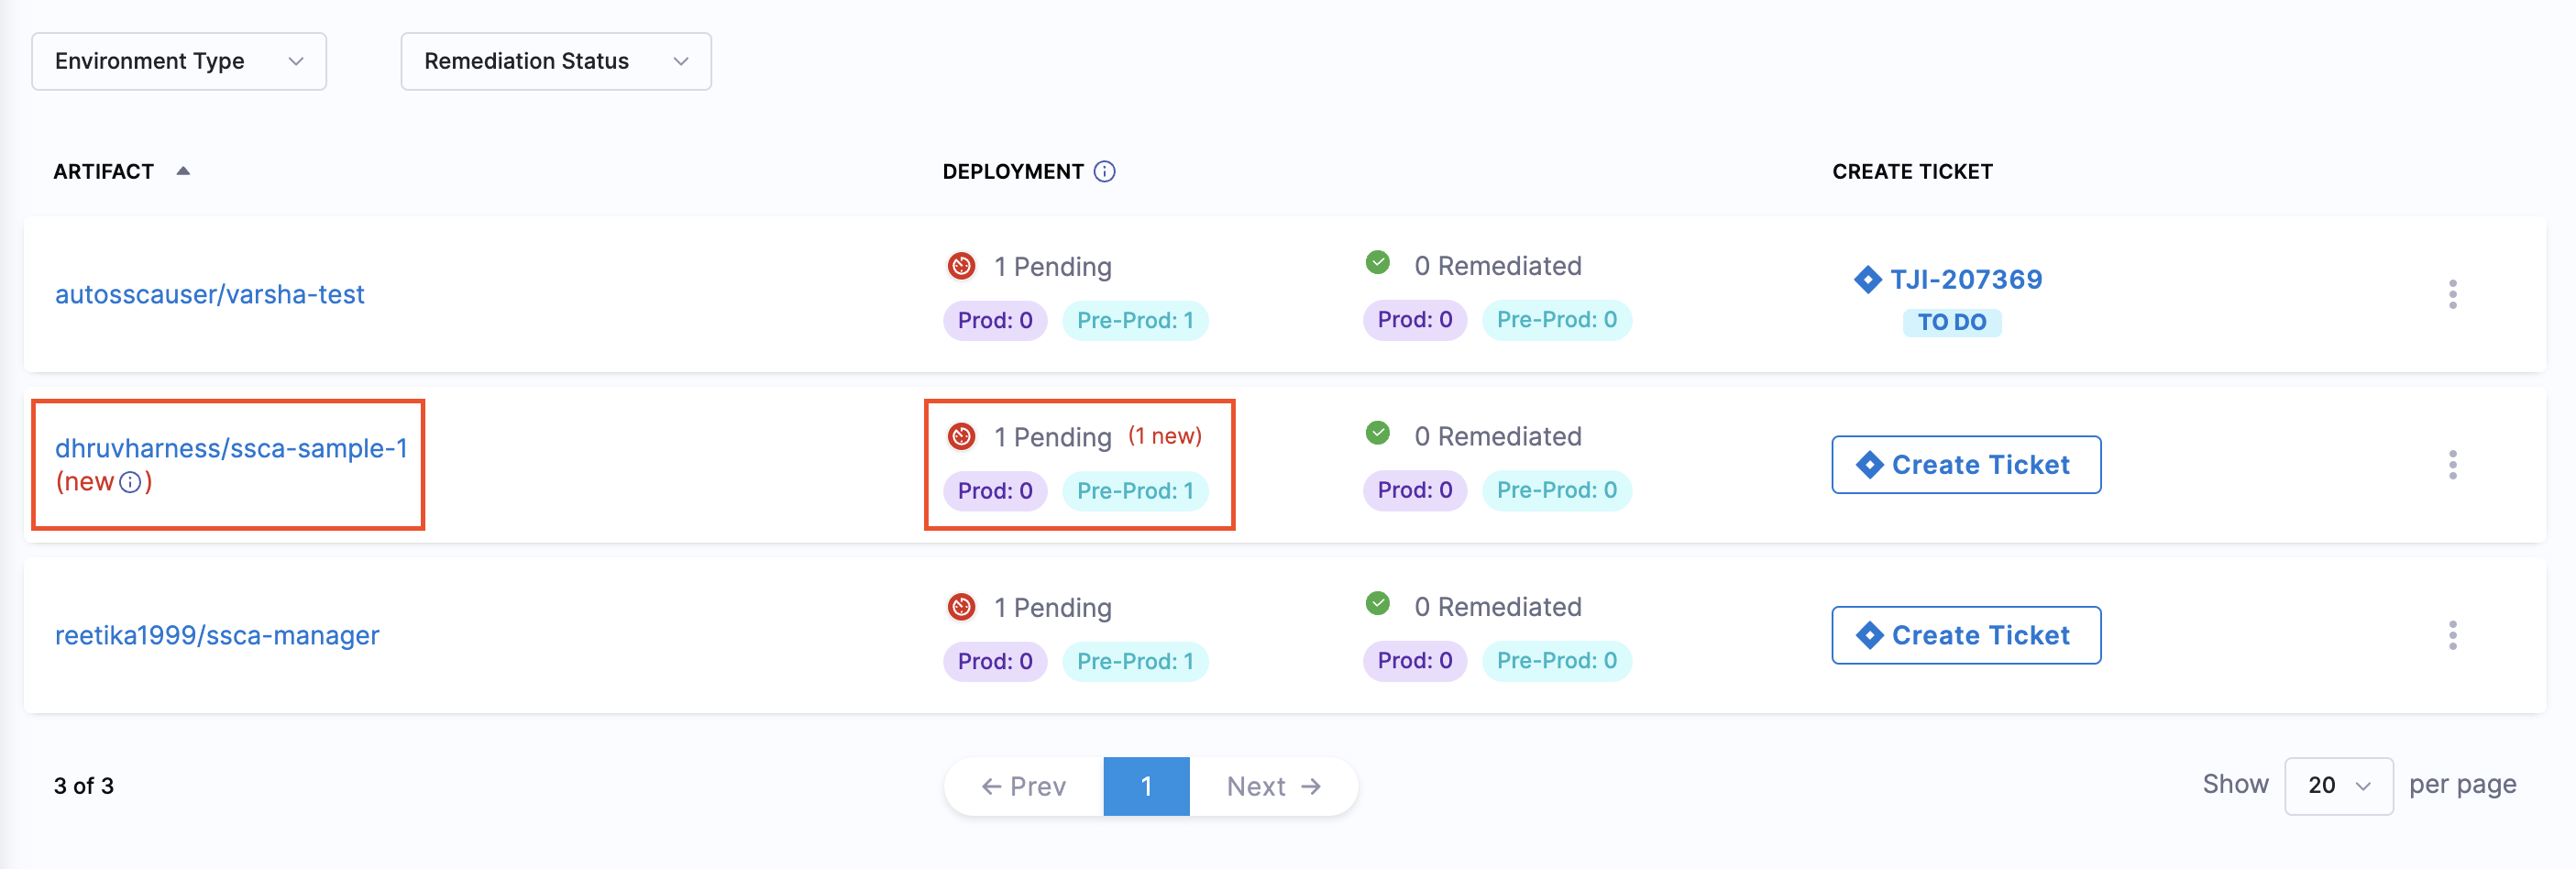 Environment Type
Remediation Status
ARTIFACT
DEPLOYMENT
CREATE TICKET
autosscauser/varsha-test
1 Pending
Prod: 0
Pre-Prod: 1
0 Remediated
Prod: 0
Pre-Prod: 0
TJI-207369
TO DO
dhruvharness/ssca-sample-1
(new)
1 Pending (1 new)
Prod: 0
Pre-Prod: 1
0 Remediated
Prod: 0
Pre-Prod: 0
Create Ticket
reetika1999/ssca-manager
1 Pending
Prod: 0
Pre-Prod: 1
0 Remediated
Prod: 0
Pre-Prod: 0
Create Ticket
3 of 3
← Prev
1
Next →
Show 20 per page